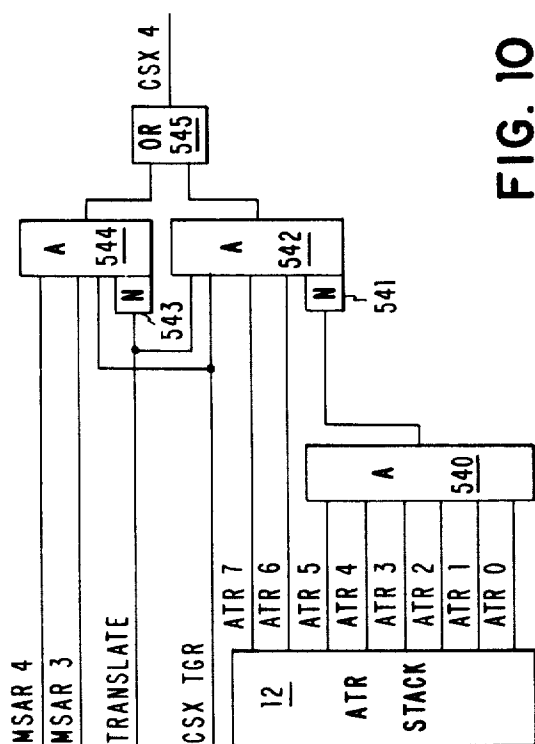 MSAR 4
MSAR 3
TRANSLATE
CSX TGR
ATR 7
ATR 6
ATR 5
ATR 4
ATR 3
ATR 2
ATR 1
ATR 0
12
ATR
STACK
A
540
N
541
A
542
N
543
A
544
OR
545
CSX 4
FIG. 10